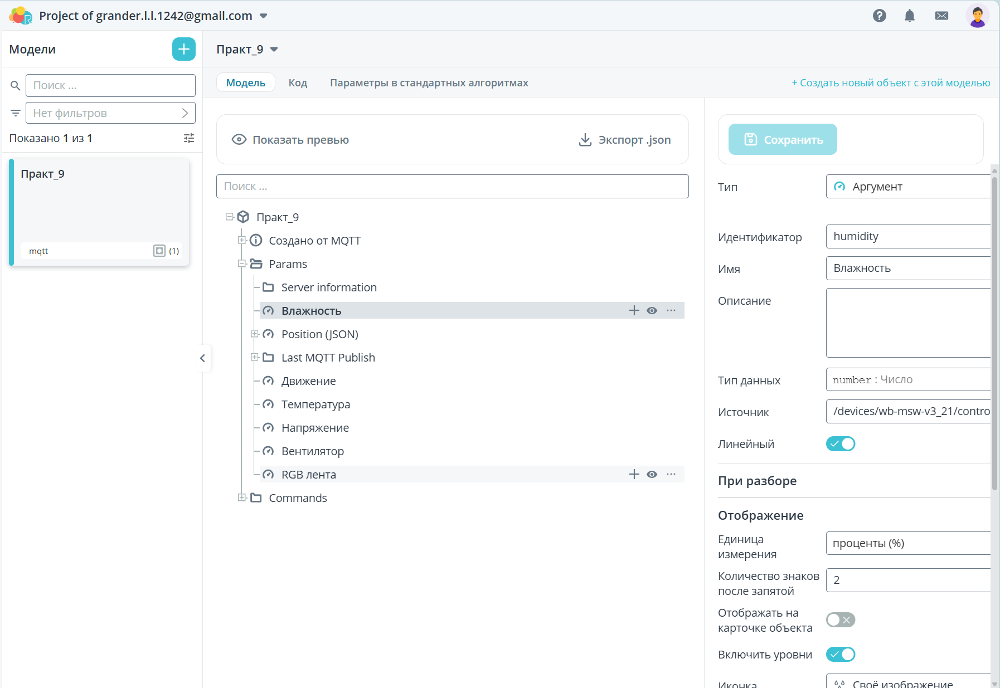 Project of grander.l.l.1242@gmail.com
Модели
Поиск ...
Нет фильтров
Показано 1 из 1
Практ_9
mqtt
(1)
Практ_9
Модель
Код
Параметры в стандартных алгоритмах
+ Создать новый объект с этой моделью
Показать превью
Экспорт .json
Поиск ...
Практ_9
Создано от MQTT
Params
Server information
Влажность
Position (JSON)
Last MQTT Publish
Движение
Температура
Напряжение
Вентилятор
RGB лента
Commands
Сохранить
Тип
Аргумент
Идентификатор
humidity
Имя
Влажность
Описание
Тип данных
number : Число
Источник
/devices/wb-msw-v3_21/contro
Линейный
При разборе
Отображение
Единица
измерения
проценты (%)
Количество знаков
после запятой
2
Отображать на
карточке объекта
Включить уровни
Иконка
Своё изображение